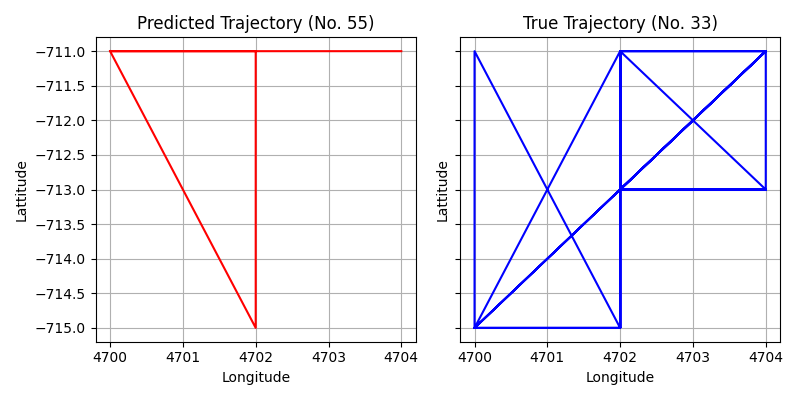 Predicted Trajectory (No. 55)
True Trajectory (No. 33)
−711.0
−711.5
−712.0
−712.5
−713.0
−713.5
−714.0
−714.5
−715.0
Lattitude
Lattitude
4700 4701 4702 4703 4704
4700 4701 4702 4703 4704
Longitude
Longitude